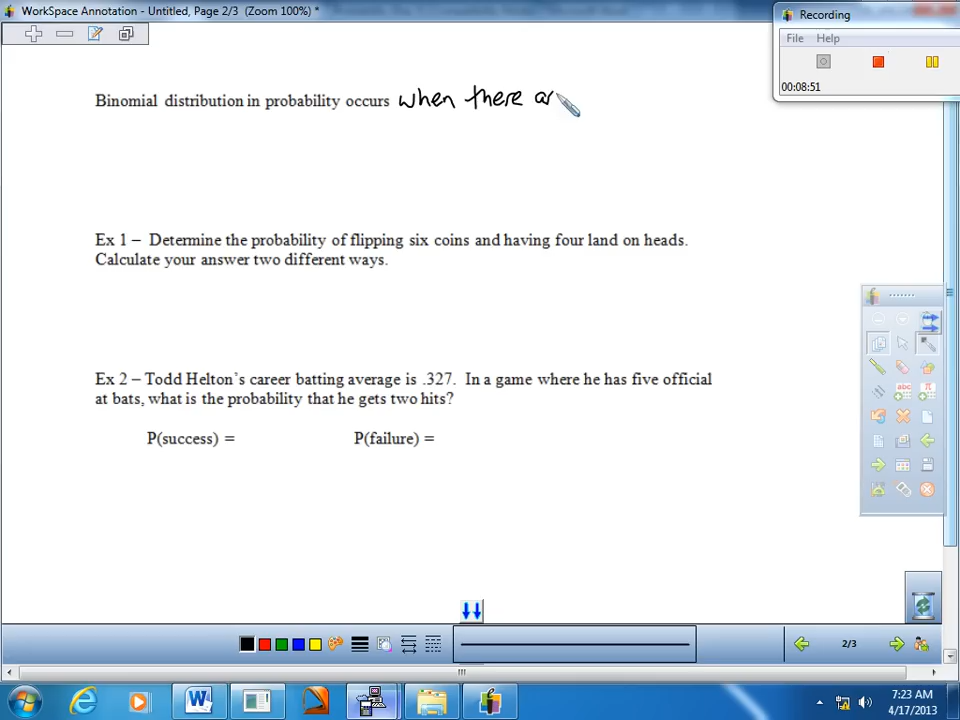 WorkSpace Annotation - Untitled, Page 2/3 (Zoom 100%) *
Recording
File Help
00:08:51
Binomial distribution in probability occurs when there ar
Ex 1 – Determine the probability of flipping six coins and having four land on heads.
Calculate your answer two different ways.
Ex 2 – Todd Helton's career batting average is .327. In a game where he has five official
at bats, what is the probability that he gets two hits?
P(success) = P(failure) =
abc
π
2/3
W
7:23 AM
4/17/2013